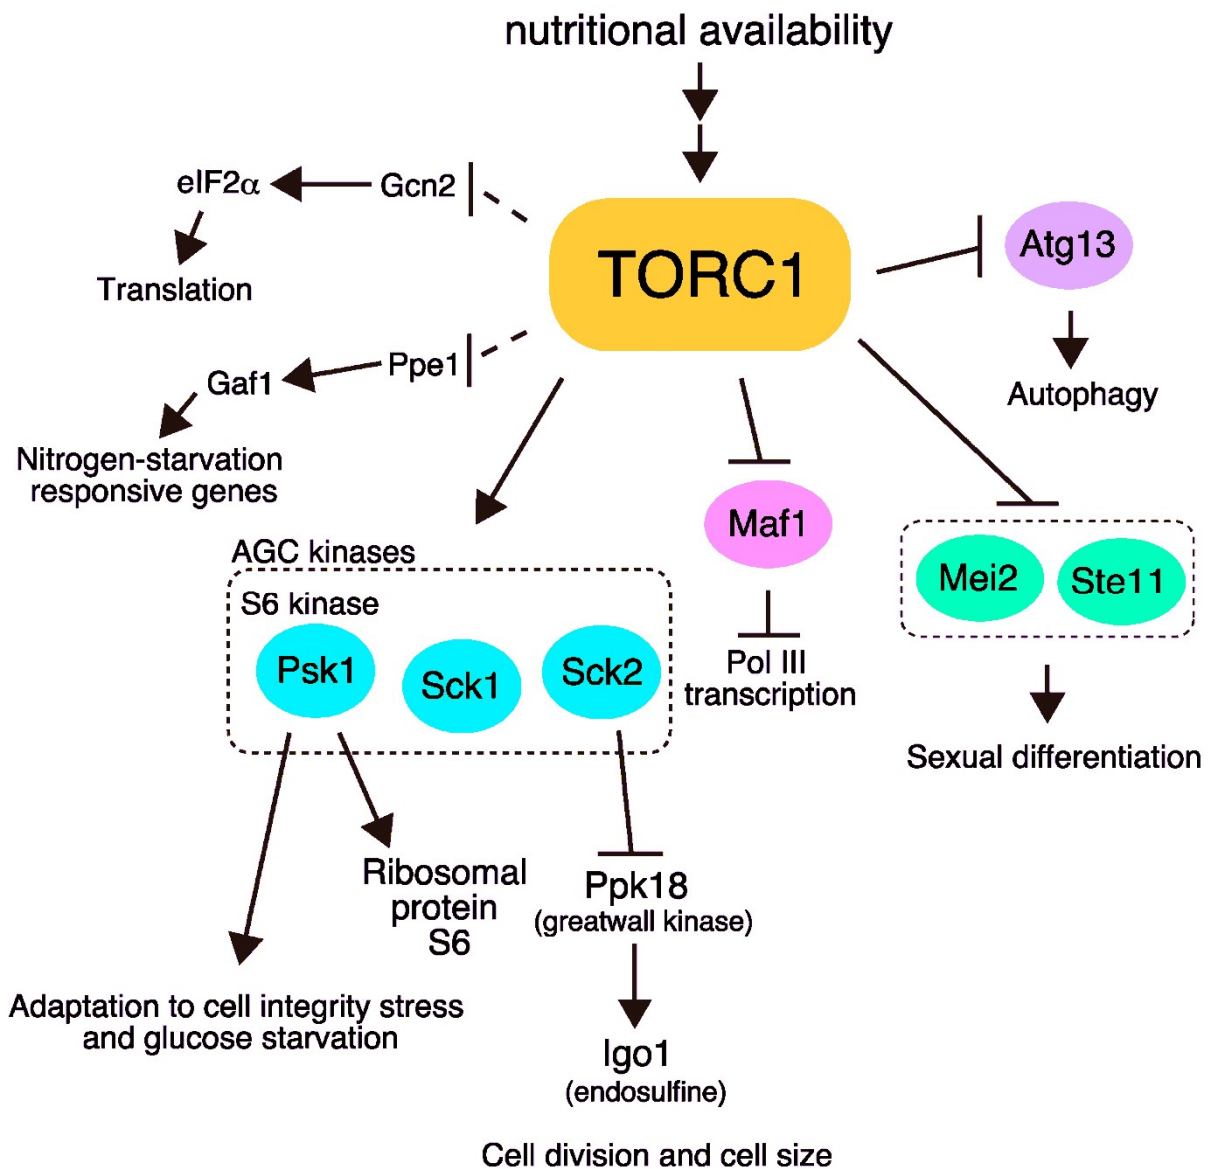 nutritional availability
eIF2α
Gcn2
Translation
TORC1
Atg13
Autophagy
Gaf1
Ppe1
Nitrogen-starvation
responsive genes
AGC kinases
S6 kinase
Psk1
Sck1
Sck2
Maf1
Pol III
transcription
Mei2
Ste11
Sexual differentiation
Ribosomal
protein
S6
Ppk18
(greatwall kinase)
Adaptation to cell integrity stress
and glucose starvation
Igo1
(endosulfine)
Cell division and cell size